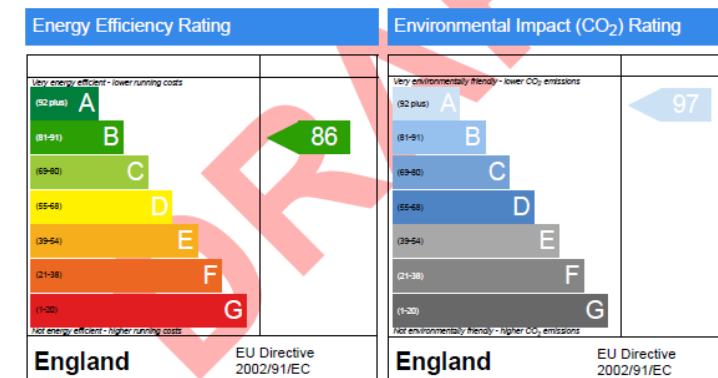 Energy Efficiency Rating
Very energy efficient - lower running costs
(92 plus) A
(81-91) B
86
(69-80) C
(55-68) D
(39-54) E
(21-38) F
(1-20) G
Not energy efficient - higher running costs
England
EU Directive
2002/91/EC
Environmental Impact (CO₂) Rating
Very environmentally friendly - lower CO₂ emissions
(92 plus) A
97
(81-91) B
(69-80) C
(55-68) D
(39-54) E
(21-38) F
(1-20) G
Not environmentally friendly - higher CO₂ emissions
England
EU Directive
2002/91/EC
DRA